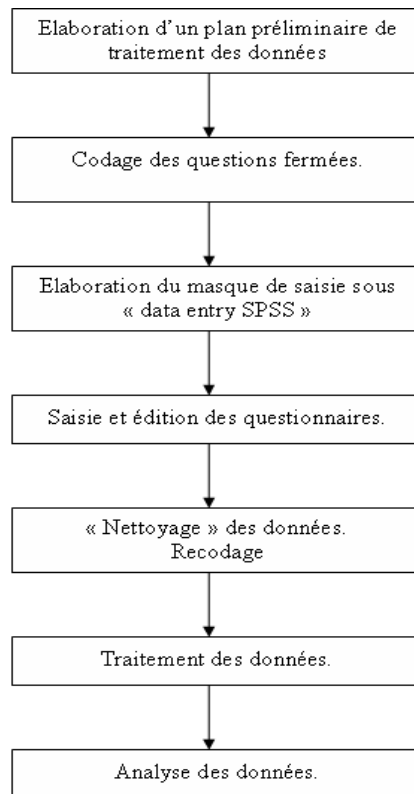 Elaboration d'un plan préliminaire de
traitement des données
Codage des questions fermées.
Elaboration du masque de saisie sous
« data entry SPSS »
Saisie et édition des questionnaires.
« Nettoyage » des données.
Recodage
Traitement des données.
Analyse des données.